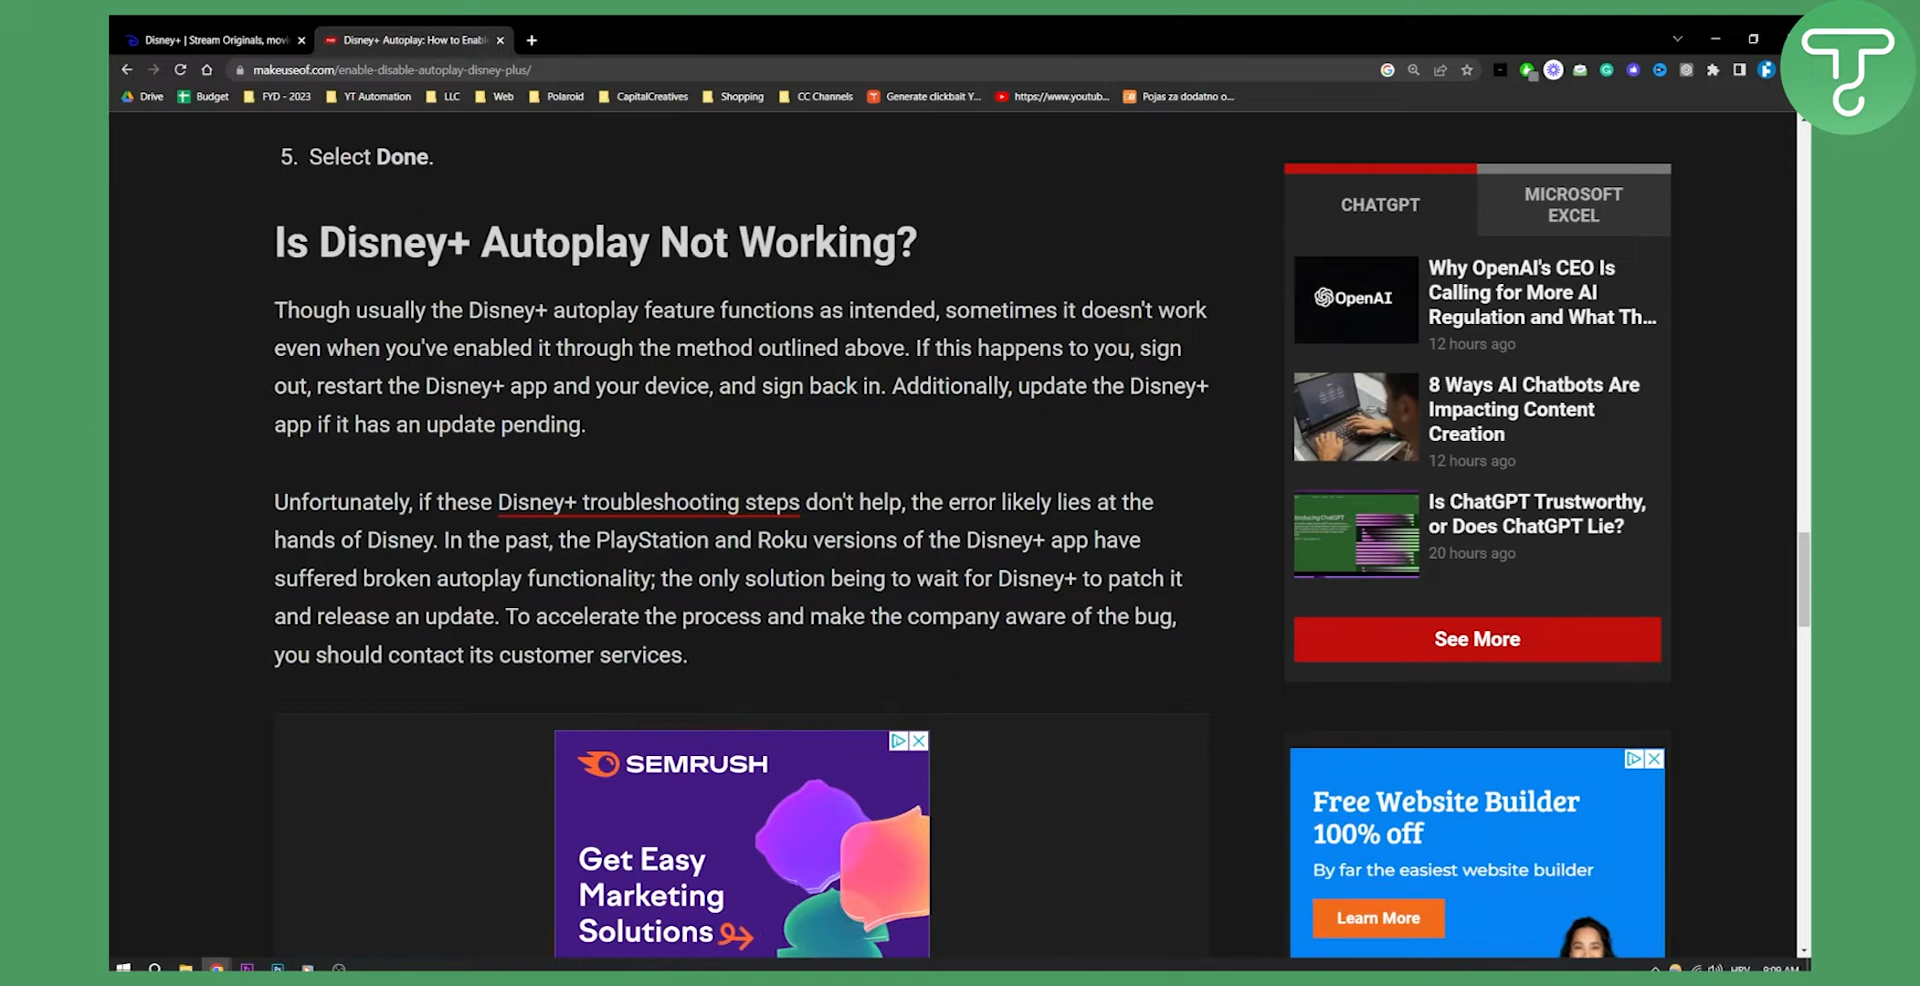 Disney+ | Stream Originals, movi
Disney+ Autoplay: How to Enabl
makeuseof.com/enable-disable-autoplay-disney-plus/
Drive
Budget
FYD - 2023
YT Automation
LLC
Web
Polaroid
CapitalCreatives
Shopping
CC Channels
Generate clickbait Y...
https://www.youtub...
Pojas za dodatno o...
5. Select Done.
Is Disney+ Autoplay Not Working?
Though usually the Disney+ autoplay feature functions as intended, sometimes it doesn't work
even when you've enabled it through the method outlined above. If this happens to you, sign
out, restart the Disney+ app and your device, and sign back in. Additionally, update the Disney+
app if it has an update pending.
Unfortunately, if these Disney+ troubleshooting steps don't help, the error likely lies at the
hands of Disney. In the past, the PlayStation and Roku versions of the Disney+ app have
suffered broken autoplay functionality; the only solution being to wait for Disney+ to patch it
and release an update. To accelerate the process and make the company aware of the bug,
you should contact its customer services.
SEMRUSH
Get Easy
Marketing
Solutions
CHATGPT
MICROSOFT
EXCEL
OpenAI
Why OpenAI's CEO Is
Calling for More AI
Regulation and What Th...
12 hours ago
8 Ways AI Chatbots Are
Impacting Content
Creation
12 hours ago
Is ChatGPT Trustworthy,
or Does ChatGPT Lie?
20 hours ago
See More
Free Website Builder
100% off
By far the easiest website builder
Learn More
HRV
9:09 AM